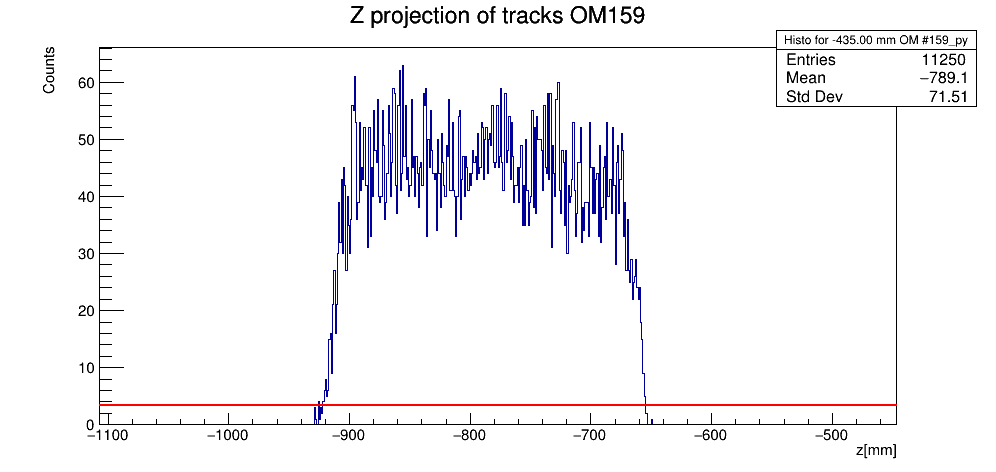 Z projection of tracks OM159
Histo for -435.00 mm OM #159_py
Entries 11250
Mean −789.1
Std Dev 71.51
Counts
60
50
40
30
20
10
0
−1100 −1000 −900 −800 −700 −600 −500
z[mm]